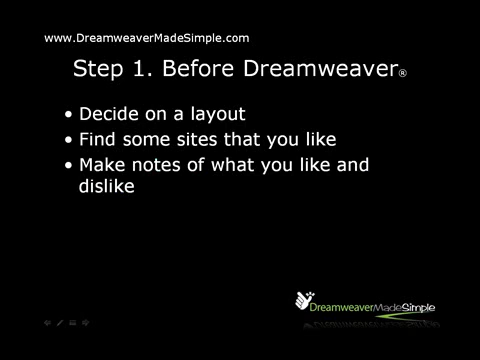 www.DreamweaverMadeSimple.com
Step 1. Before Dreamweaver®
• Decide on a layout
• Find some sites that you like
• Make notes of what you like and
dislike
DreamweaverMadeSimple